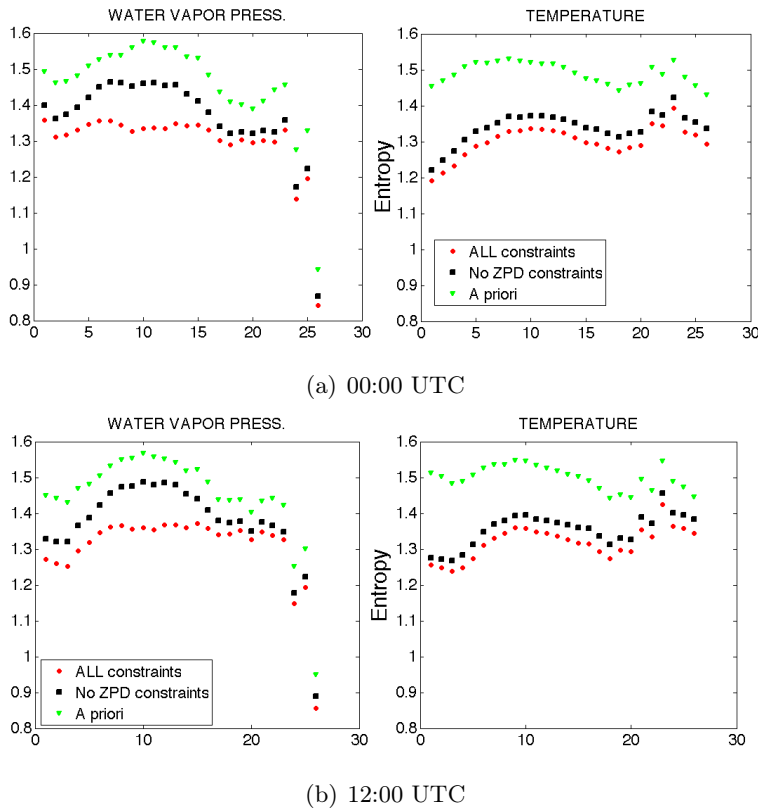 WATER VAPOR PRESS.
1.6
1.5
1.4
1.3
1.2
1.1
1
0.9
0.8
0 5 10 15 20 25 30
TEMPERATURE
Entropy
1.6
1.5
1.4
1.3
1.2
1.1
1
0.9
0.8
ALL constraints
No ZPD constraints
A priori
0 5 10 15 20 25 30
(a) 00:00 UTC
WATER VAPOR PRESS.
1.6
1.5
1.4
1.3
1.2
1.1
1
0.9
0.8
ALL constraints
No ZPD constraints
A priori
0 10 20 30
TEMPERATURE
Entropy
1.6
1.5
1.4
1.3
1.2
1.1
1
0.9
0.8
0 10 20 30
(b) 12:00 UTC